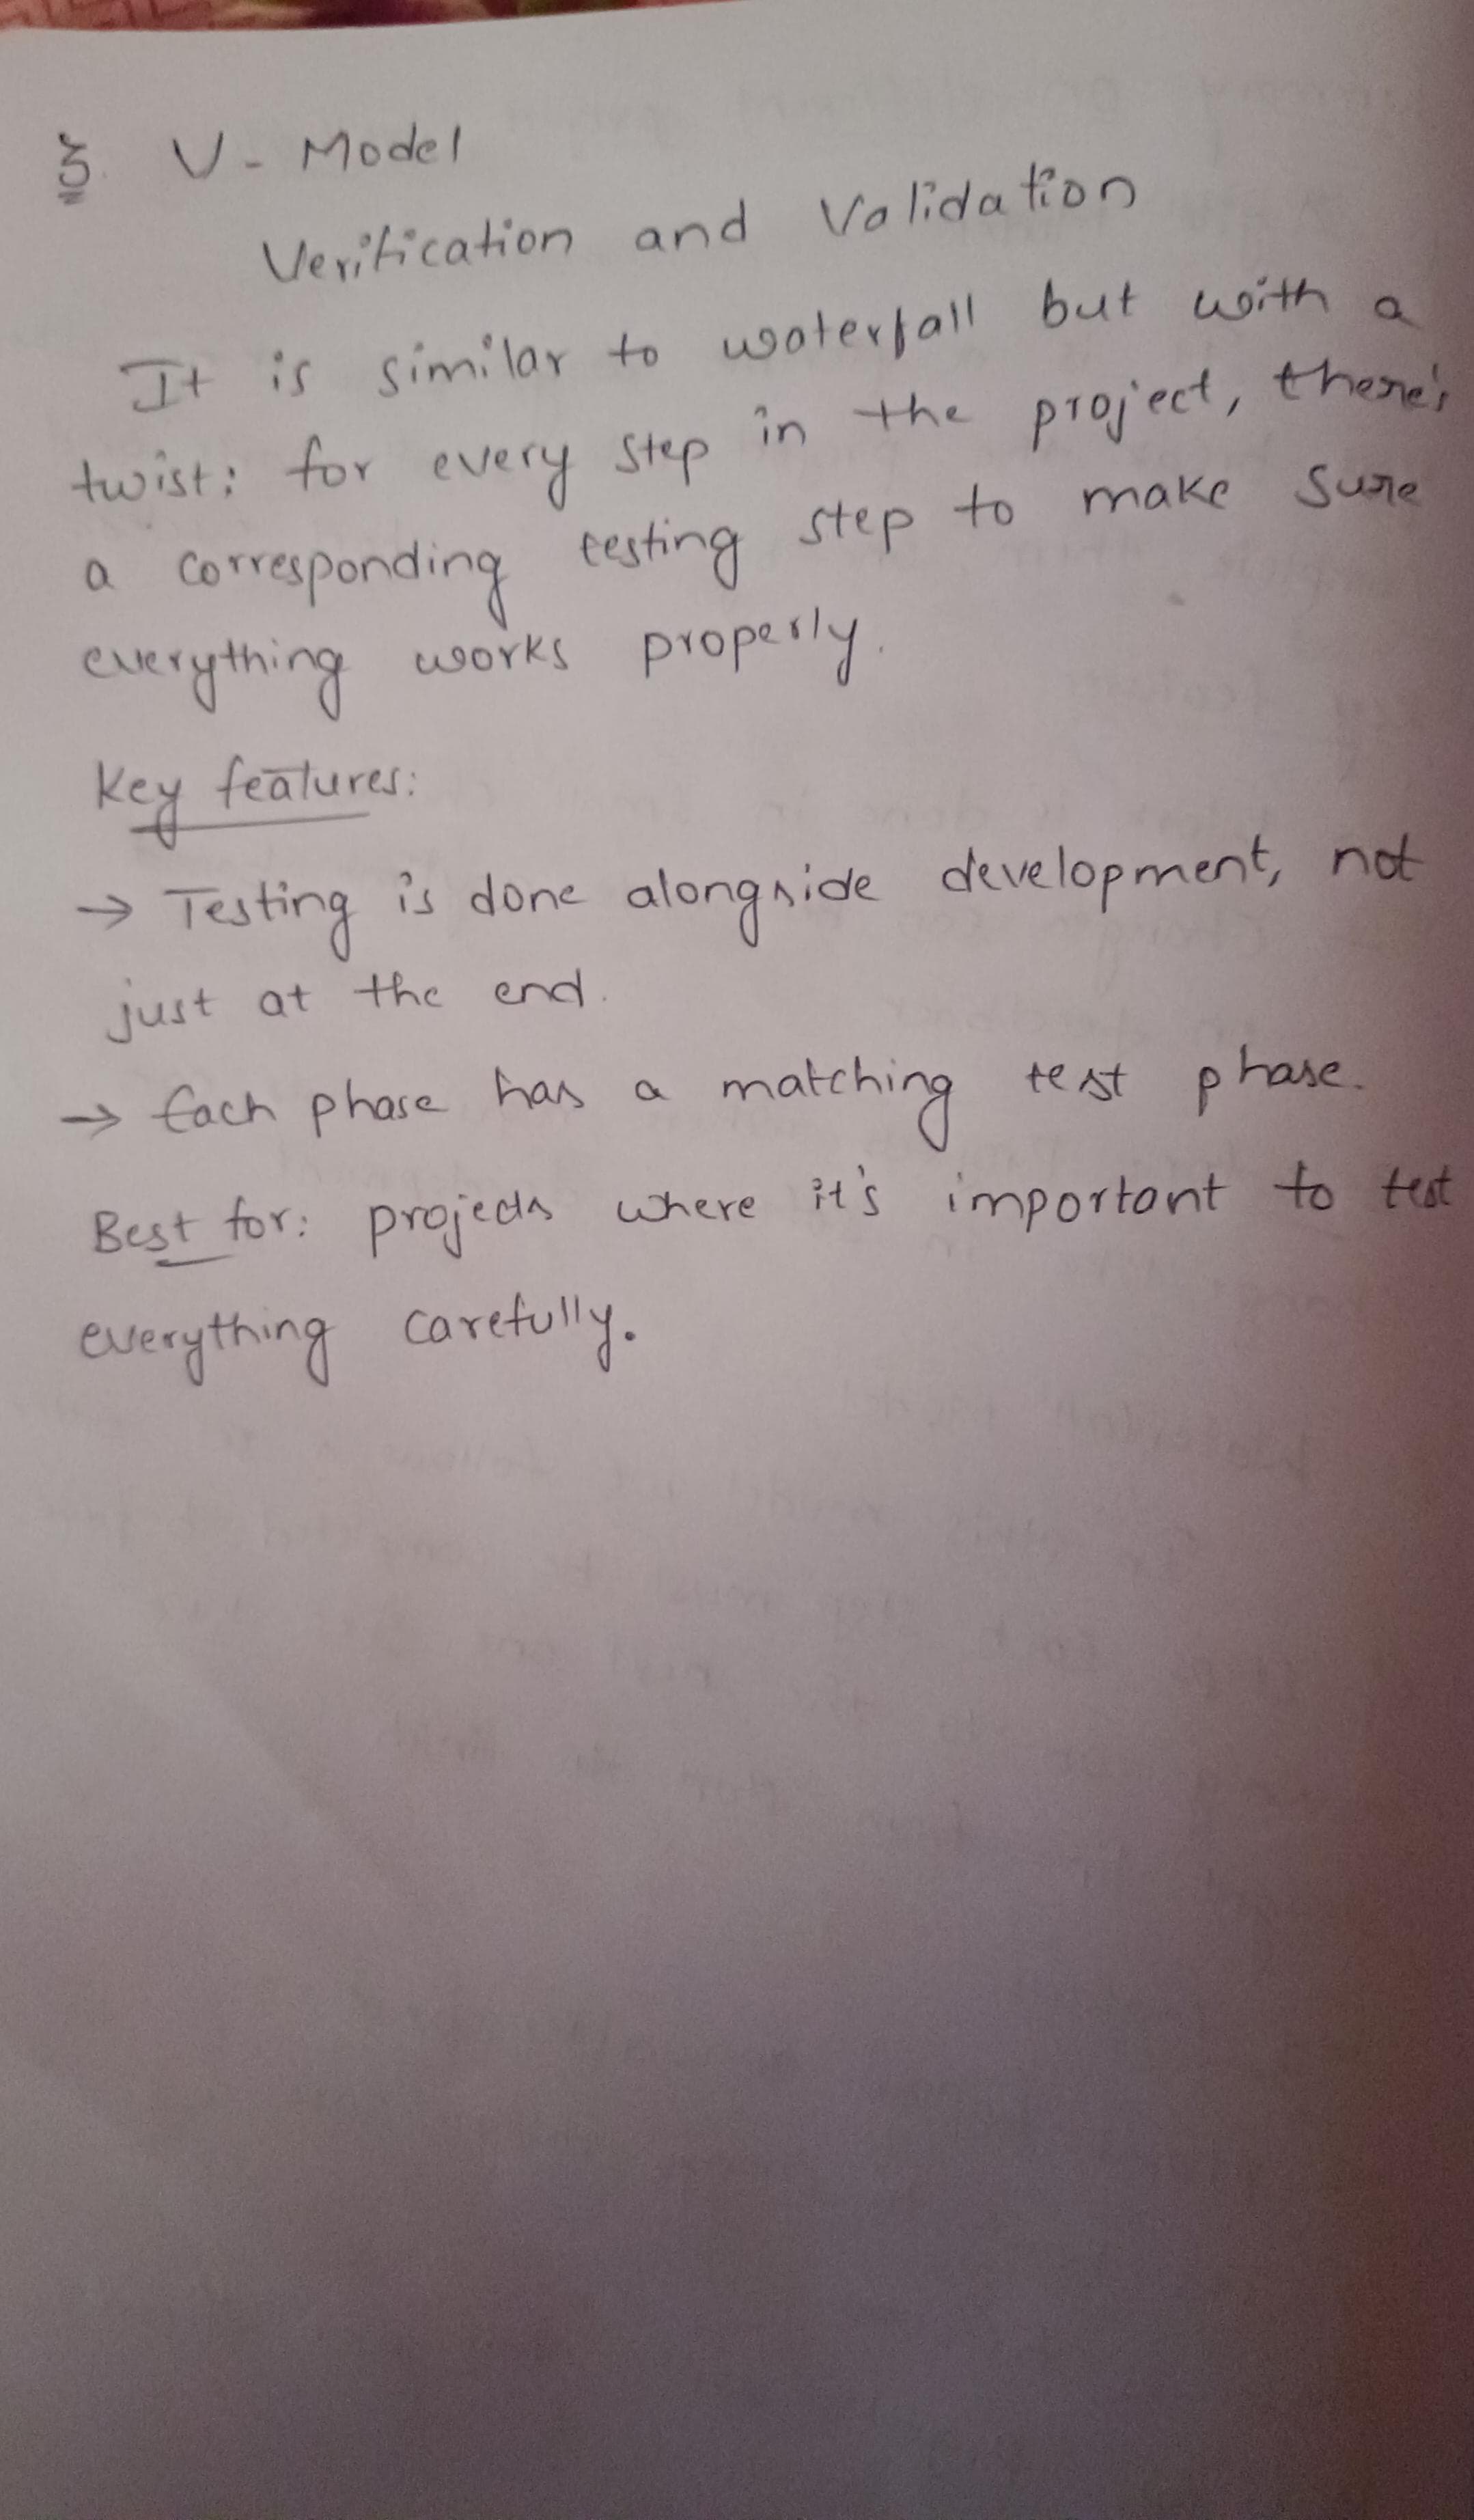 3. V - Model
Verification and Validation
It is similar to waterfall but with a
twist: for every step in the project, there's
a corresponding testing step to make sure
everything works properly.
Key features:
→ Testing is done alongside development, not
just at the end.
→ Each phase has a matching test phase.
Best for: projects where it's important to test
everything carefully.